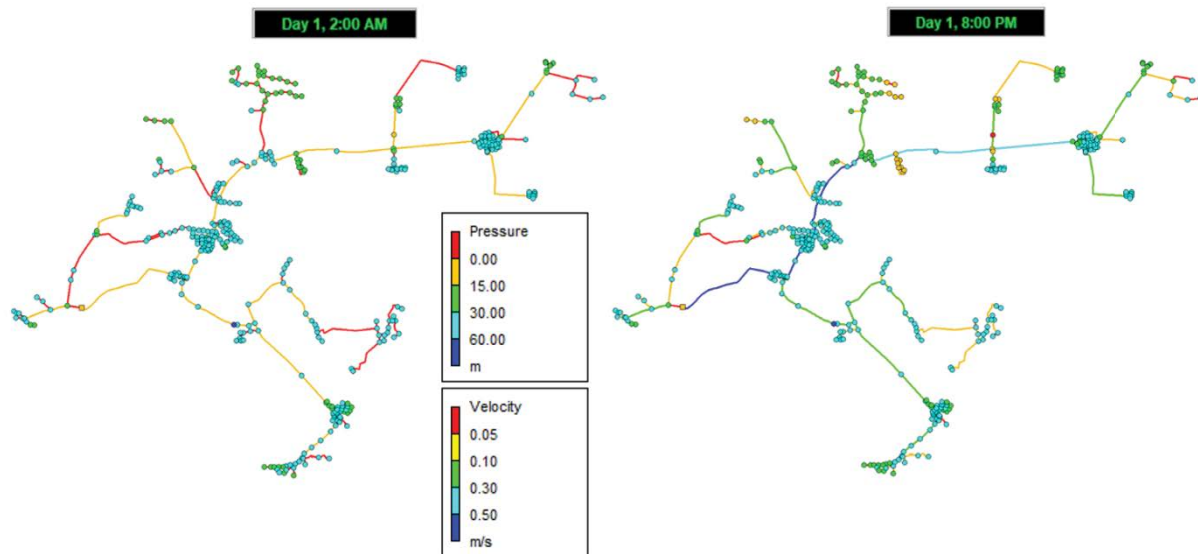 Day 1, 2:00 AM
Day 1, 8:00 PM
Pressure
0.00
15.00
30.00
60.00
m
Velocity
0.05
0.10
0.30
0.50
m/s